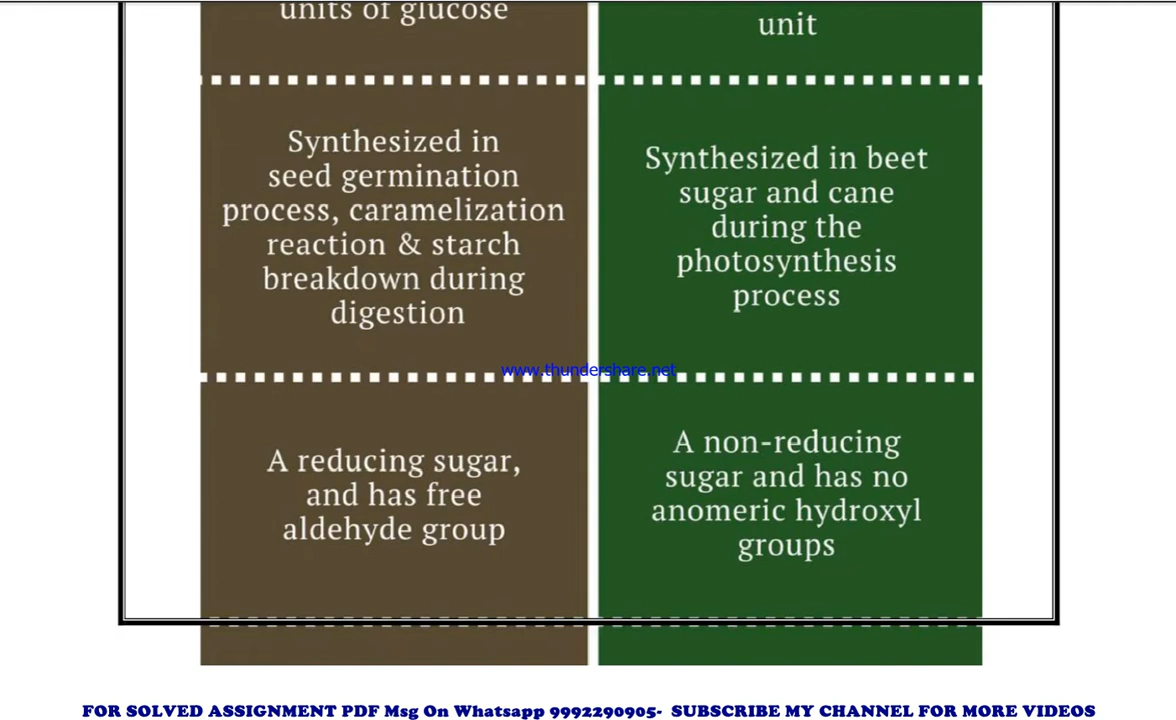 units of glucose
unit
Synthesized in
seed germination
process, caramelization
reaction & starch
breakdown during
digestion
Synthesized in beet
sugar and cane
during the
photosynthesis
process
www.thundershare.net
A reducing sugar,
and has free
aldehyde group
A non-reducing
sugar and has no
anomeric hydroxyl
groups
FOR SOLVED ASSIGNMENT PDF Msg On Whatsapp 9992290905- SUBSCRIBE MY CHANNEL FOR MORE VIDEOS